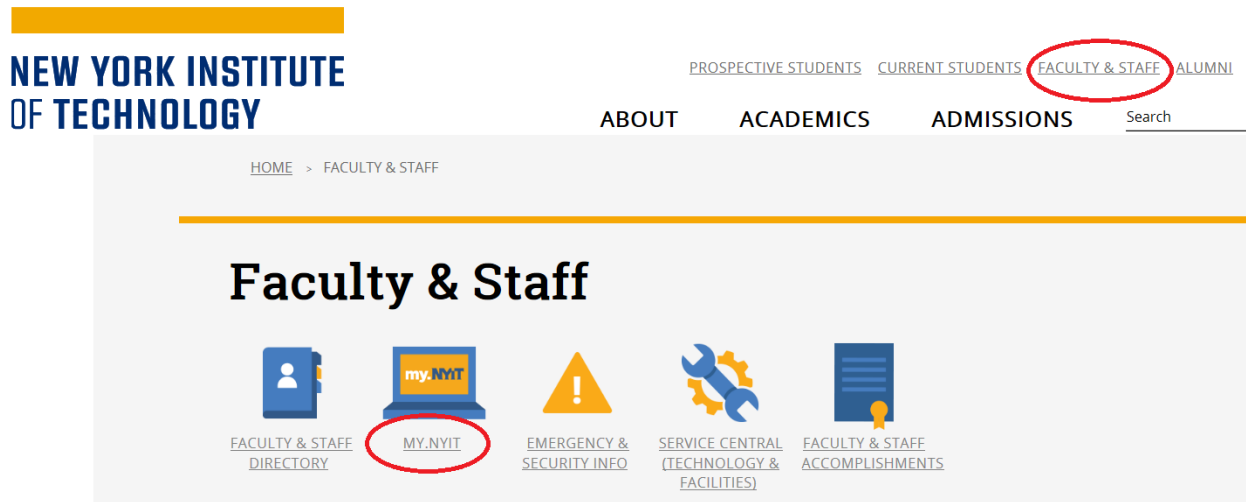 NEW YORK INSTITUTE
OF TECHNOLOGY
PROSPECTIVE STUDENTS CURRENT STUDENTS FACULTY & STAFF ALUMNI
ABOUT ACADEMICS ADMISSIONS Search
HOME > FACULTY & STAFF
Faculty & Staff
my.NYIT
FACULTY & STAFF
DIRECTORY
MY.NYIT
EMERGENCY &
SECURITY INFO
SERVICE CENTRAL
(TECHNOLOGY &
FACILITIES)
FACULTY & STAFF
ACCOMPLISHMENTS